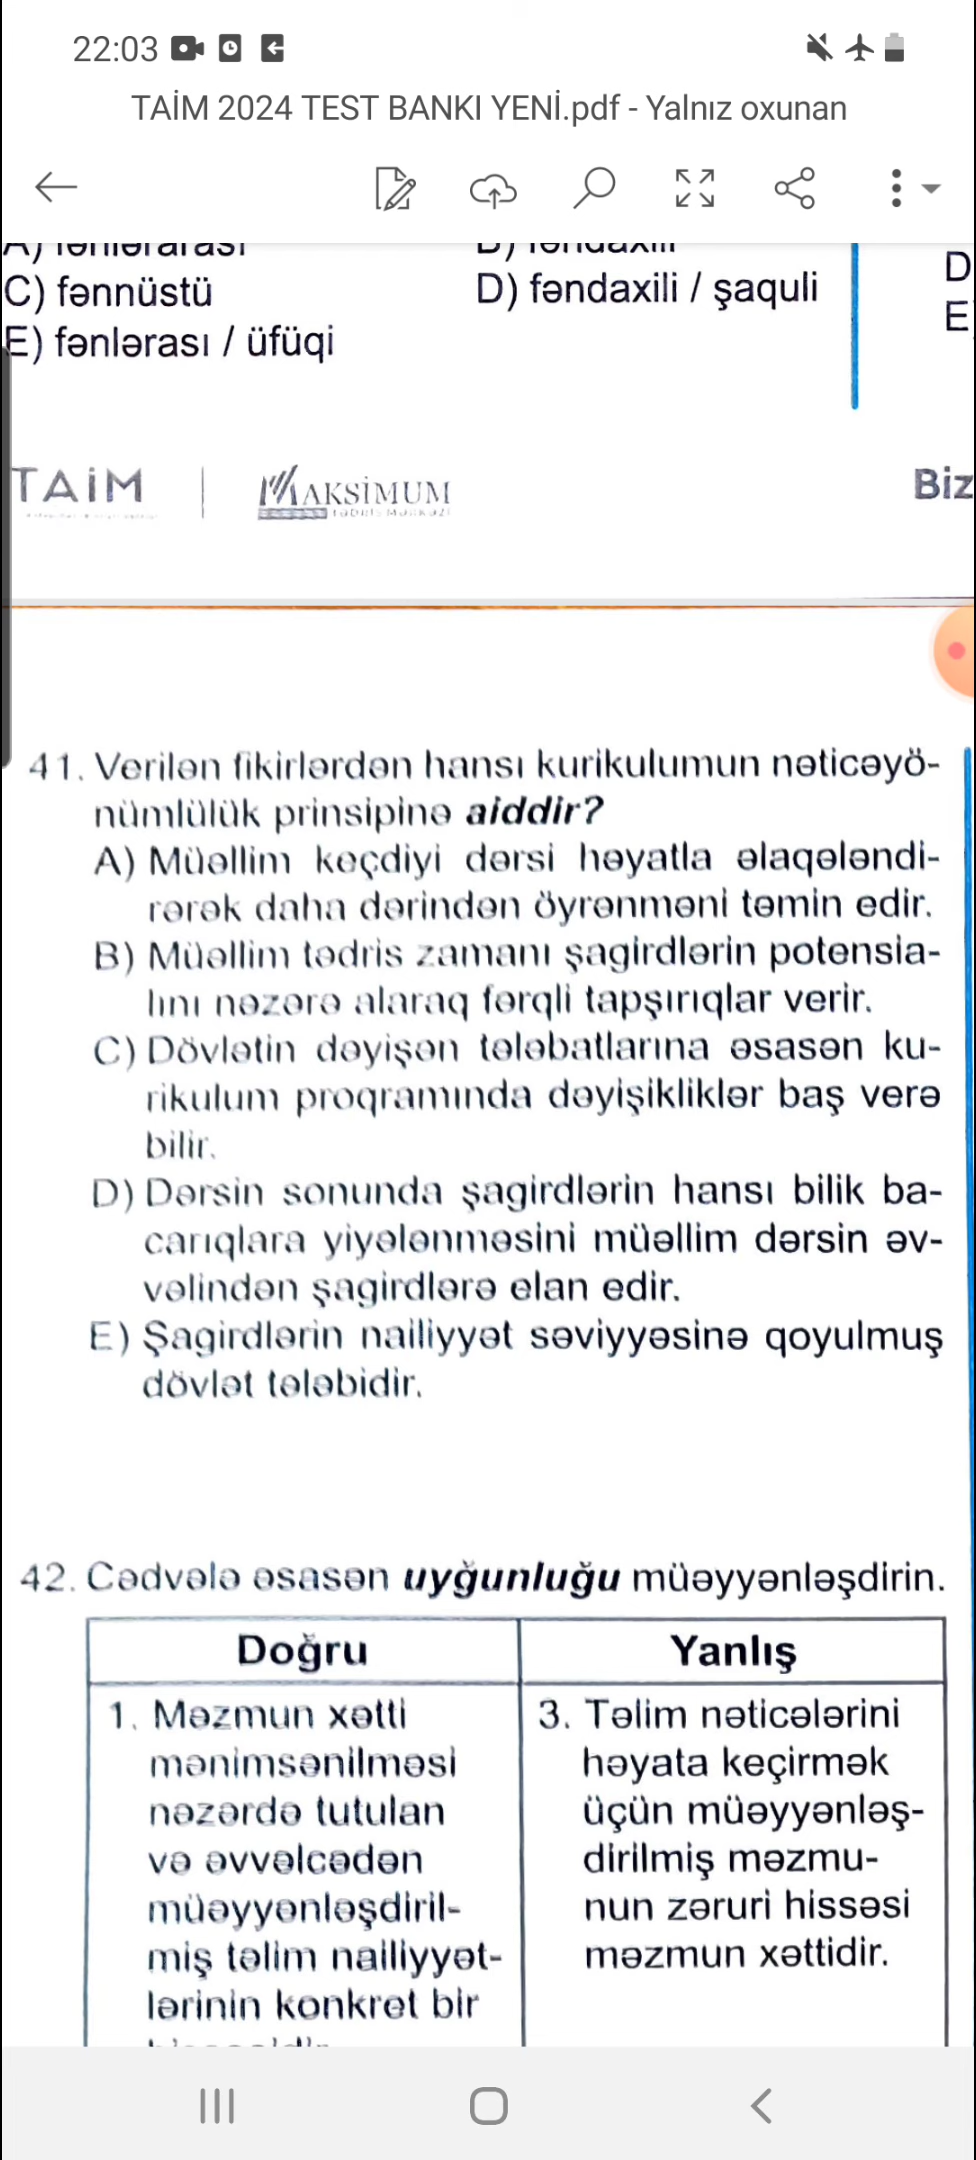 22:03
TAİM 2024 TEST BANKI YENİ.pdf - Yalnız oxunan
C) fənnüstü
D) fəndaxili / şaquli
E) fənlərası / üfüqi
D
E
TAiM
MAKSİMUM
Biz
41. Verilən fikirlərdən hansı kurikulumun nəticəyö-
nümlülük prinsipinə aiddir?
A) Müəllim keçdiyi dərsi həyatla əlaqələndi-
rərək daha dərindən öyrənməni təmin edir.
B) Müəllim tədris zamanı şagirdlərin potensia-
lını nəzərə alaraq fərqli tapşırıqlar verir.
C) Dövlətin dəyişən tələbatlarına əsasən ku-
rikulum proqramında dəyişikliklər baş verə
bilir.
D) Dərsin sonunda şagirdlərin hansı bilik ba-
carıqlara yiyələnməsini müəllim dərsin əv-
vəlindən şagirdlərə elan edir.
E) Şagirdlərin nailiyyət səviyyəsinə qoyulmuş
dövlət tələbidir.
42. Cədvələ əsasən uyğunluğu müəyyənləşdirin.
Doğru
1. Məzmun xətti
mənimsənilməsi
nəzərdə tutulan
və əvvəlcədən
müəyyənləşdiril-
miş təlim nailiyyət-
lərinin konkret bir
Yanlış
3. Təlim nəticələrini
həyata keçirmək
üçün müəyyənləş-
dirilmiş məzmu-
nun zəruri hissəsi
məzmun xəttidir.